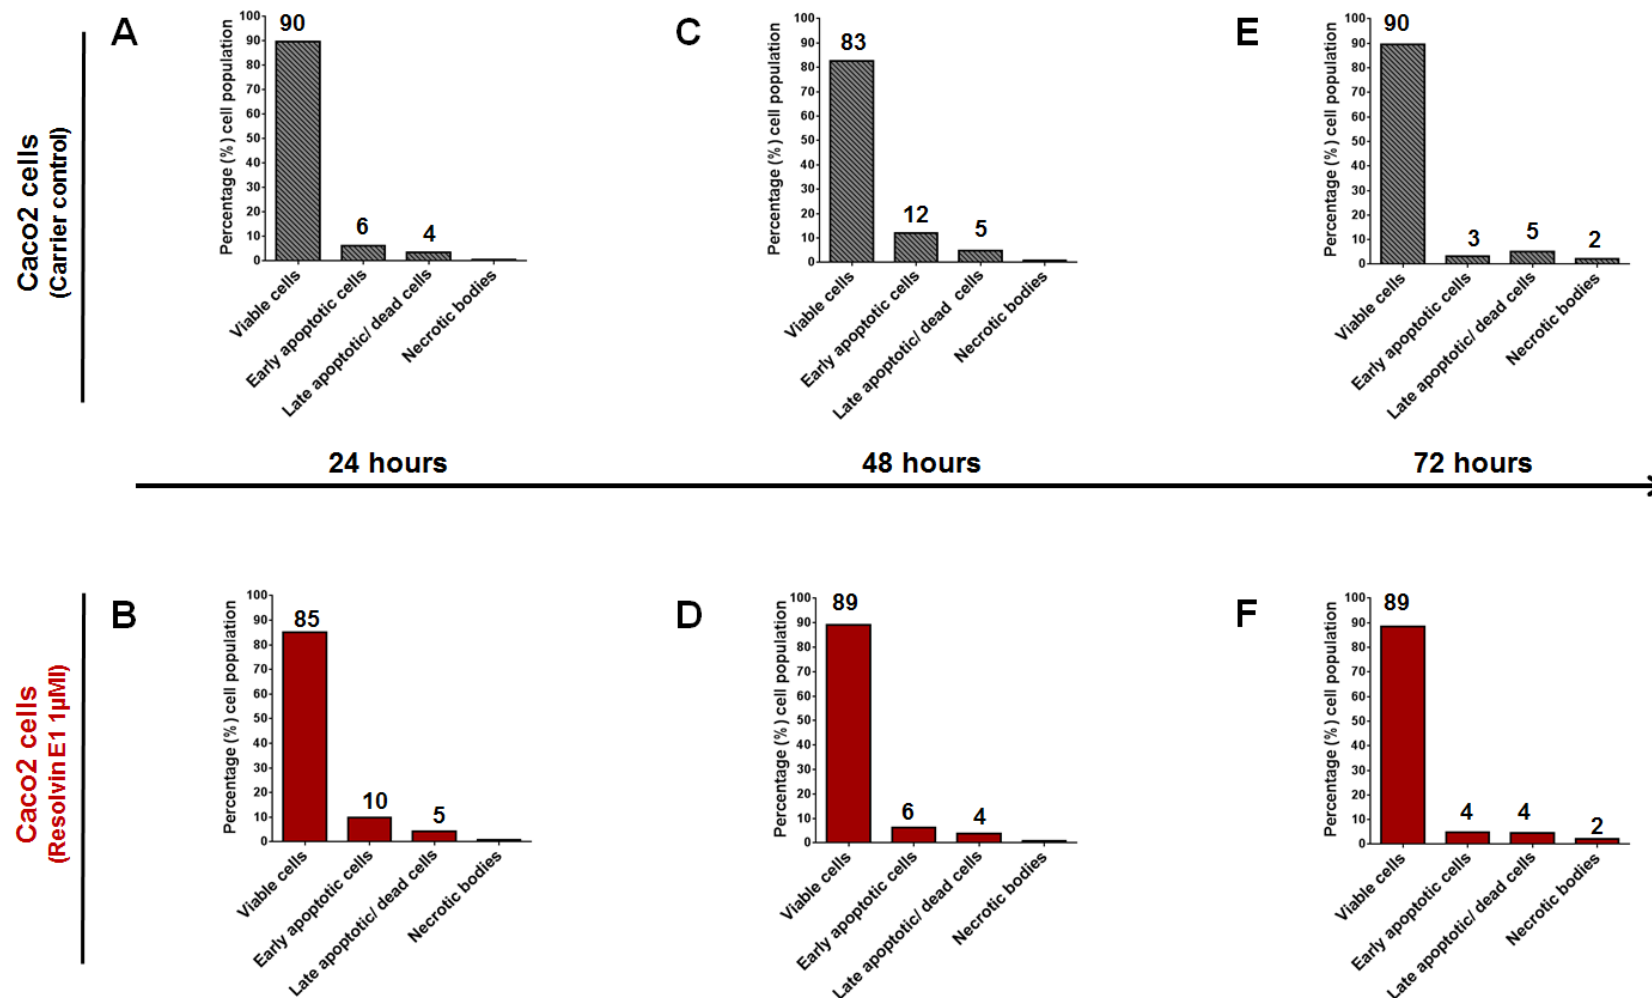 Caco2 cells
(Carrier control)
A
Percentage (%) cell population
100
90
80
70
60
50
40
30
20
10
0
90
6
4
Viable cells
Early apoptotic cells
Late apoptotic/ dead cells
Necrotic bodies
C
Percentage (%) cell population
100
90
80
70
60
50
40
30
20
10
0
83
12
5
Viable cells
Early apoptotic cells
Late apoptotic/ dead cells
Necrotic bodies
E
Percentage (%) cell population
100
90
80
70
60
50
40
30
20
10
0
90
3
5
2
Viable cells
Early apoptotic cells
Late apoptotic/ dead cells
Necrotic bodies
24 hours
48 hours
72 hours
Caco2 cells
(Resolvin E1 1µMl)
B
Percentage (%) cell population
100
90
80
70
60
50
40
30
20
10
0
85
10
5
Viable cells
Early apoptotic cells
Late apoptotic/ dead cells
Necrotic bodies
D
Percentage (%) cell population
100
90
80
70
60
50
40
30
20
10
0
89
6
4
Viable cells
Early apoptotic cells
Late apoptotic/ dead cells
Necrotic bodies
F
Percentage (%) cell population
100
90
80
70
60
50
40
30
20
10
0
89
4
4
2
Viable cells
Early apoptotic cells
Late apoptotic/ dead cells
Necrotic bodies